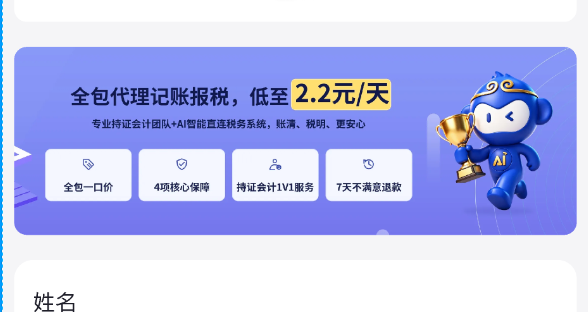 全包代理记账报税，低至2.2元/天
专业持证会计团队+AI智能直连税务系统，账清、税明、更安心
全包一口价
4项核心保障
持证会计1V1服务
7天不满意退款
AI
姓名